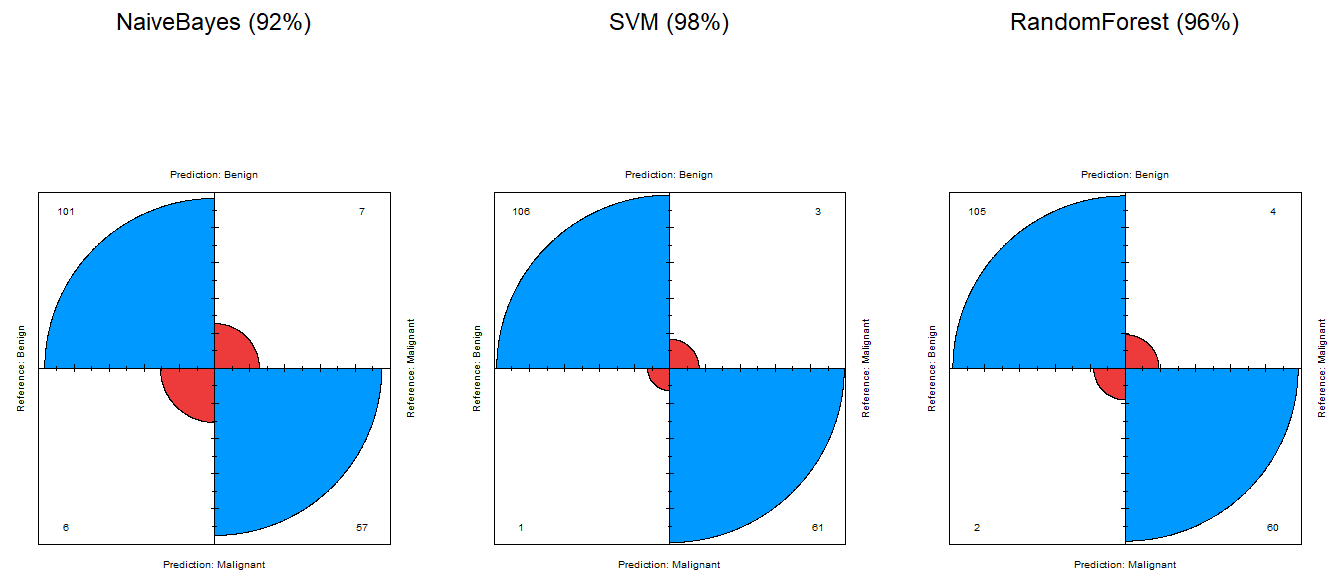 NaiveBayes (92%)
SVM (98%)
RandomForest (96%)
Prediction: Benign
101
7
Reference: Benign
Reference: Malignant
6
57
Prediction: Malignant
Prediction: Benign
106
3
Reference: Benign
Reference: Malignant
1
61
Prediction: Malignant
Prediction: Benign
105
4
Reference: Benign
Reference: Malignant
2
60
Prediction: Malignant